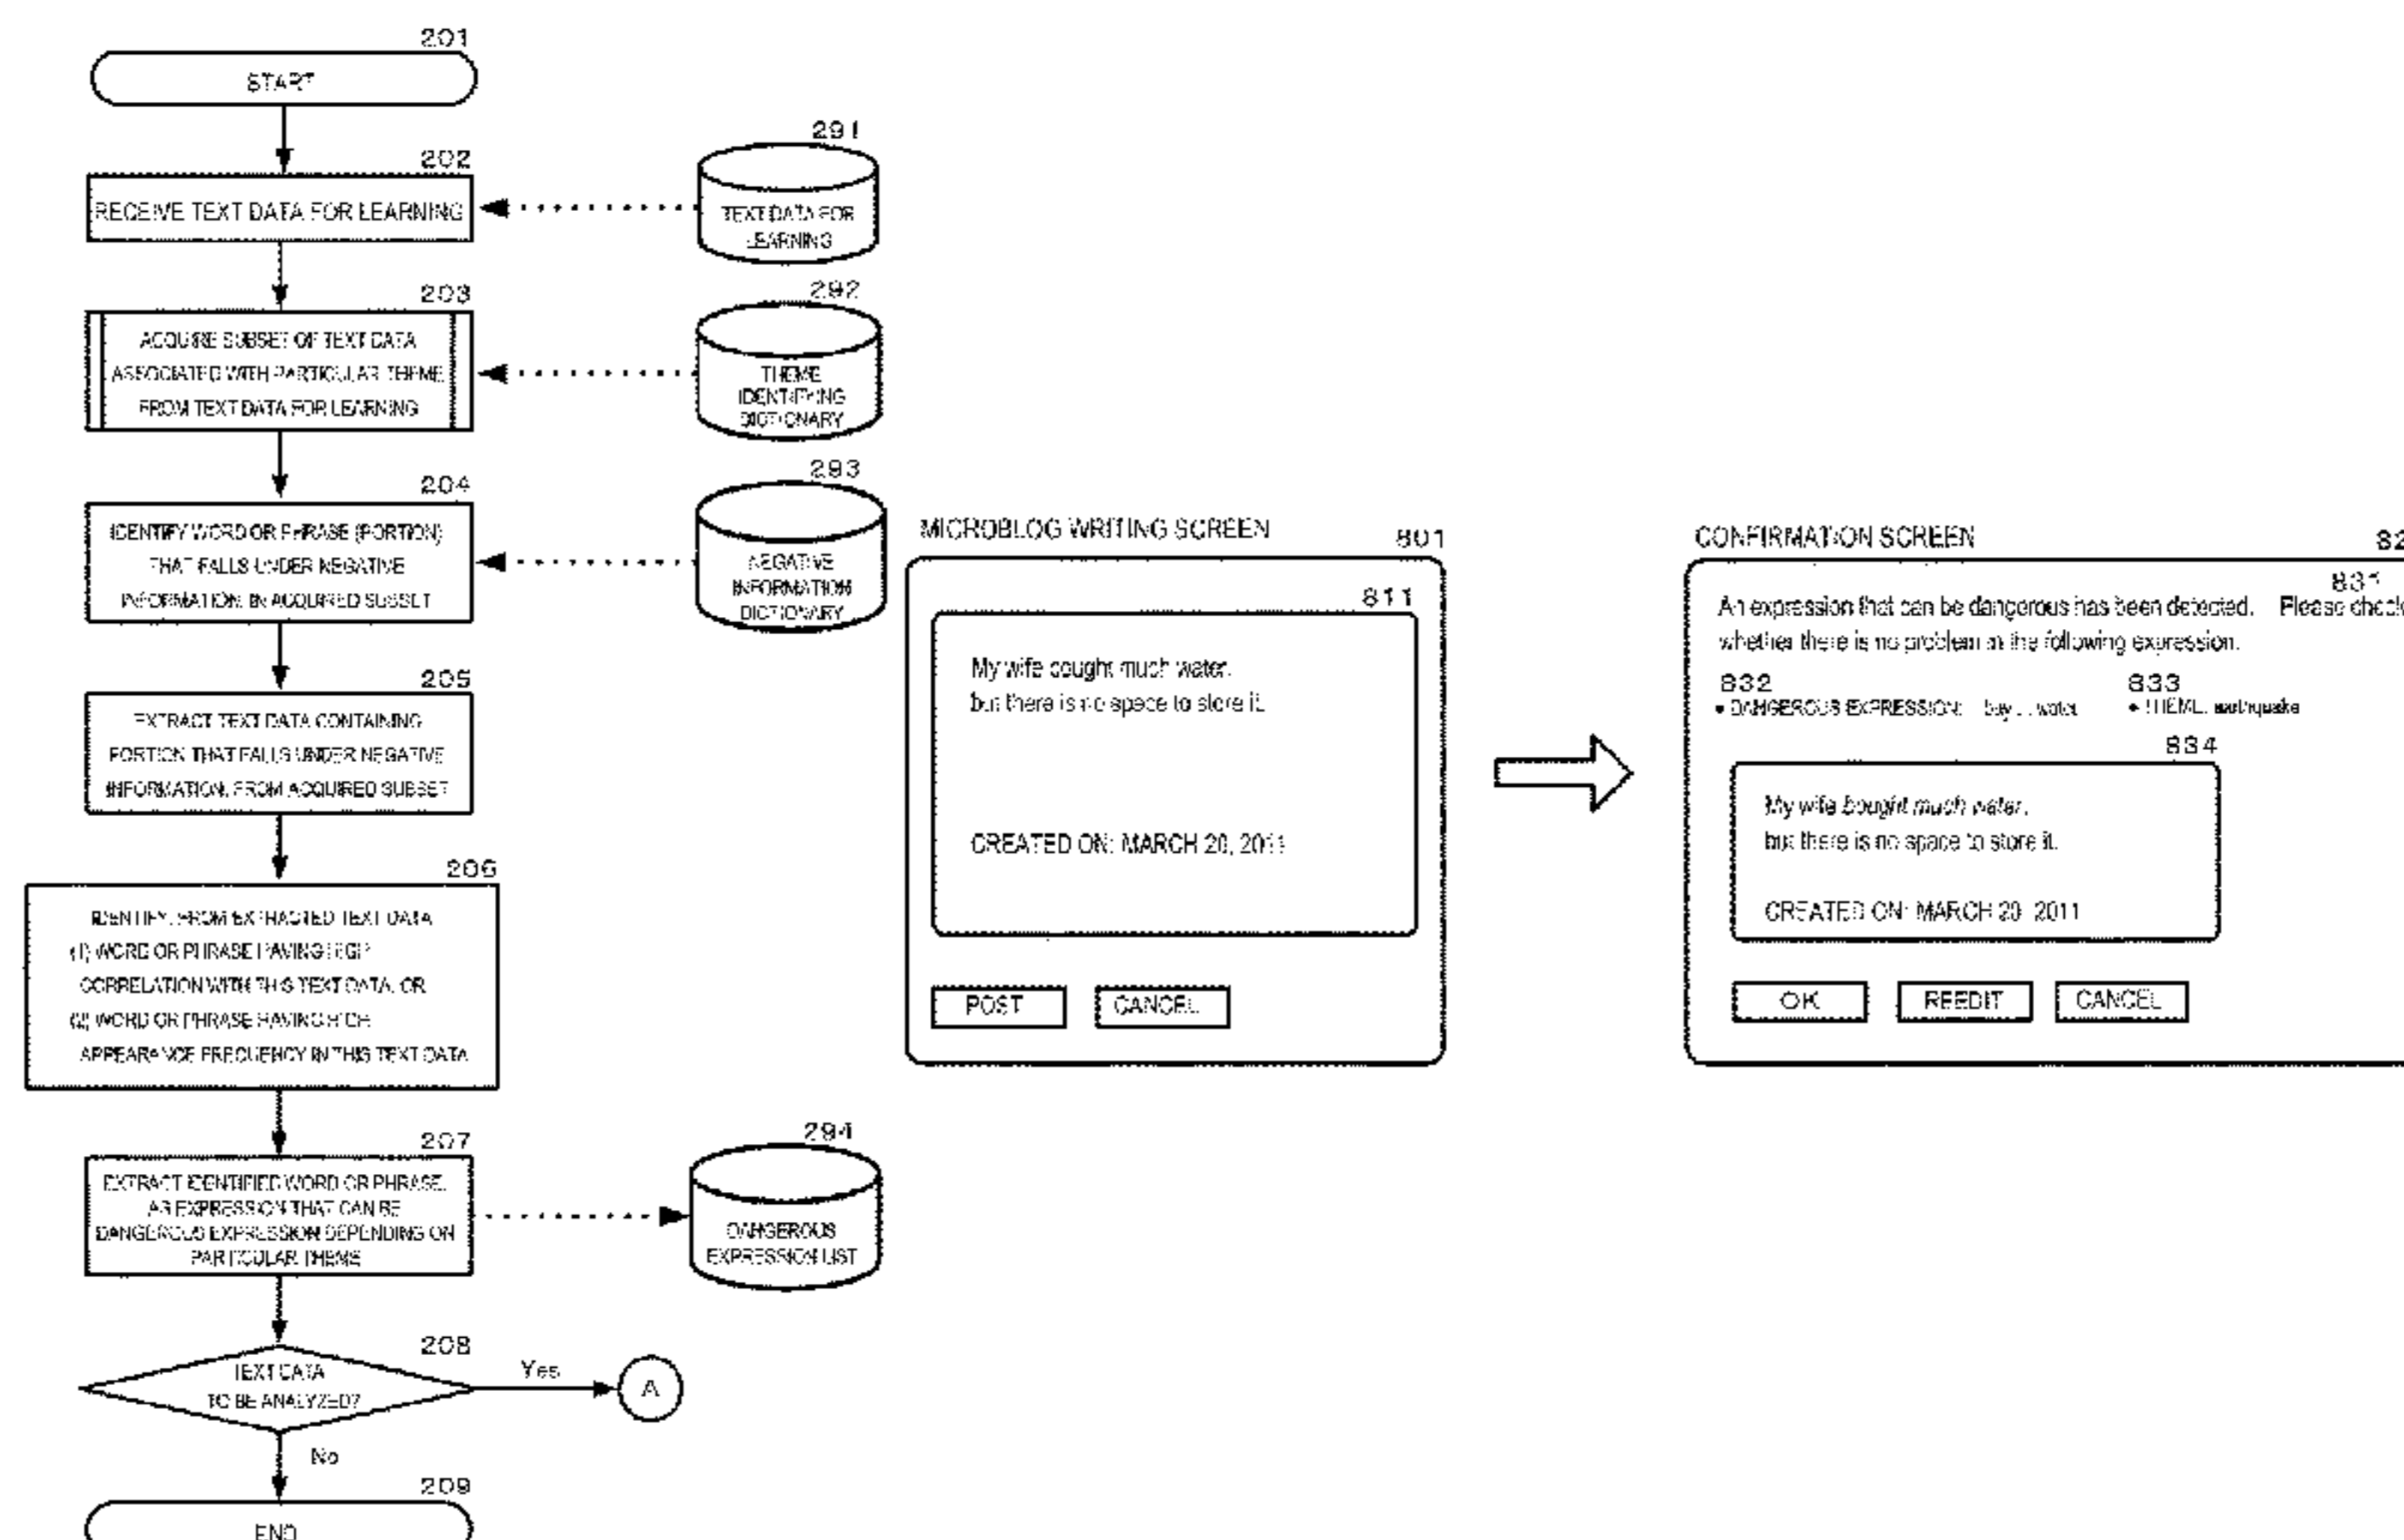 201
START
202
RECEIVE TEXT DATA FOR LEARNING
291
TEXT DATA FOR
LEARNING
203
ACQUIRE SUBSET OF TEXT DATA
ASSOCIATED WITH PARTICULAR THEME
FROM TEXT DATA FOR LEARNING
292
THEME
IDENTIFYING
DICTIONARY
204
IDENTIFY WORD OR PHRASE (PORTION)
THAT FALLS UNDER NEGATIVE
INFORMATION, IN ACQUIRED SUBSET
293
NEGATIVE
INFORMATION
DICTIONARY
205
EXTRACT TEXT DATA CONTAINING
PORTION THAT FALLS UNDER NEGATIVE
INFORMATION, FROM ACQUIRED SUBSET
206
IDENTIFY, FROM EXTRACTED TEXT DATA
(1) WORD OR PHRASE HAVING HIGH
CORRELATION WITH THIS TEXT DATA, OR
(2) WORD OR PHRASE HAVING HIGH
APPEARANCE FREQUENCY IN THIS TEXT DATA
207
EXTRACT IDENTIFIED WORD OR PHRASE,
AS EXPRESSION THAT CAN BE
DANGEROUS EXPRESSION DEPENDING ON
PARTICULAR THEME
294
DANGEROUS
EXPRESSION LIST
208
TEXT DATA
TO BE ANALYZED?
Yes
A
No
209
END
MICROBLOG WRITING SCREEN
801
811
My wife bought much water.
but there is no space to store it.
CREATED ON: MARCH 20, 2011
POST
CANCEL
CONFIRMATION SCREEN
82
831
An expression that can be dangerous has been detected. Please check
whether there is no problem in the following expression.
832
833
• DANGEROUS EXPRESSION: buy ... water
• THEME: earthquake
834
My wife bought much water.
but there is no space to store it.
CREATED ON: MARCH 20, 2011
OK
REEDIT
CANCEL